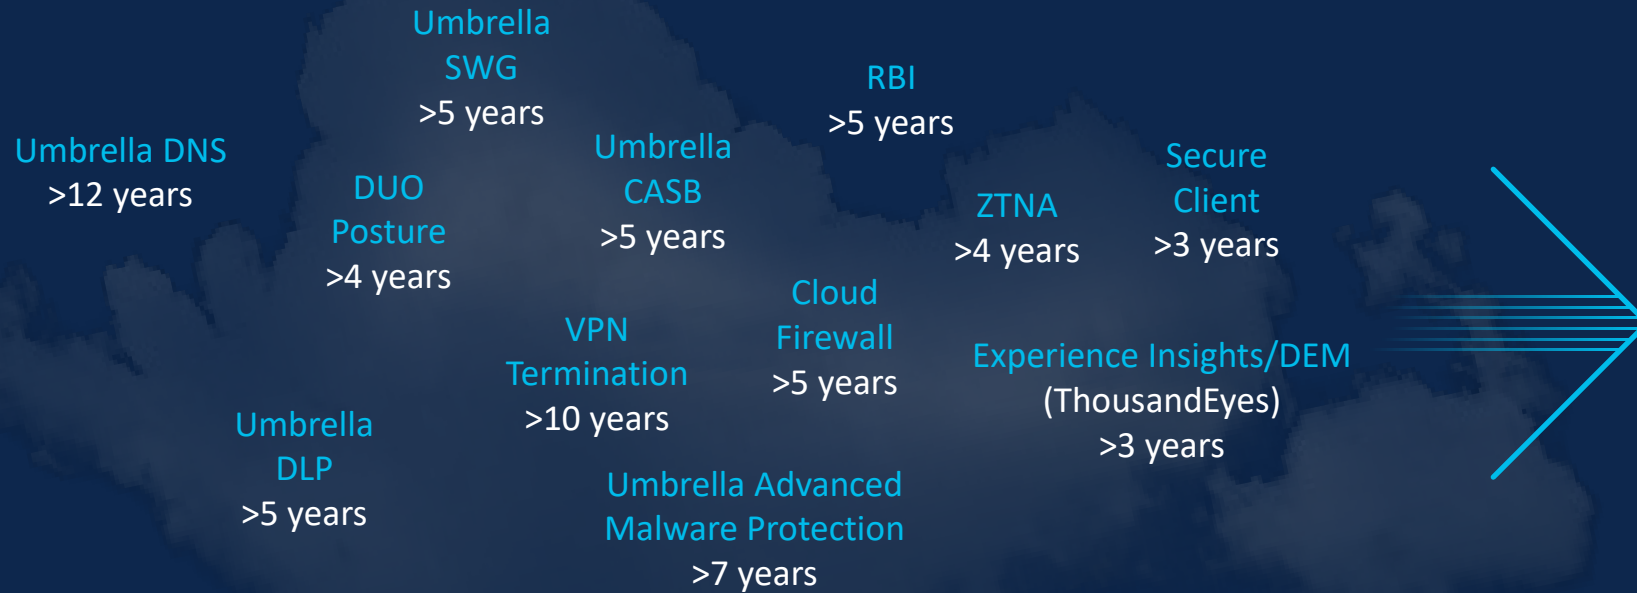 Umbrella
SWG
>5 years
RBI
>5 years
Umbrella DNS
>12 years
DUO
Posture
>4 years
Umbrella
CASB
>5 years
ZTNA
>4 years
Secure
Client
>3 years
VPN
Termination
>10 years
Cloud
Firewall
>5 years
Experience Insights/DEM
(ThousandEyes)
>3 years
Umbrella
DLP
>5 years
Umbrella Advanced
Malware Protection
>7 years